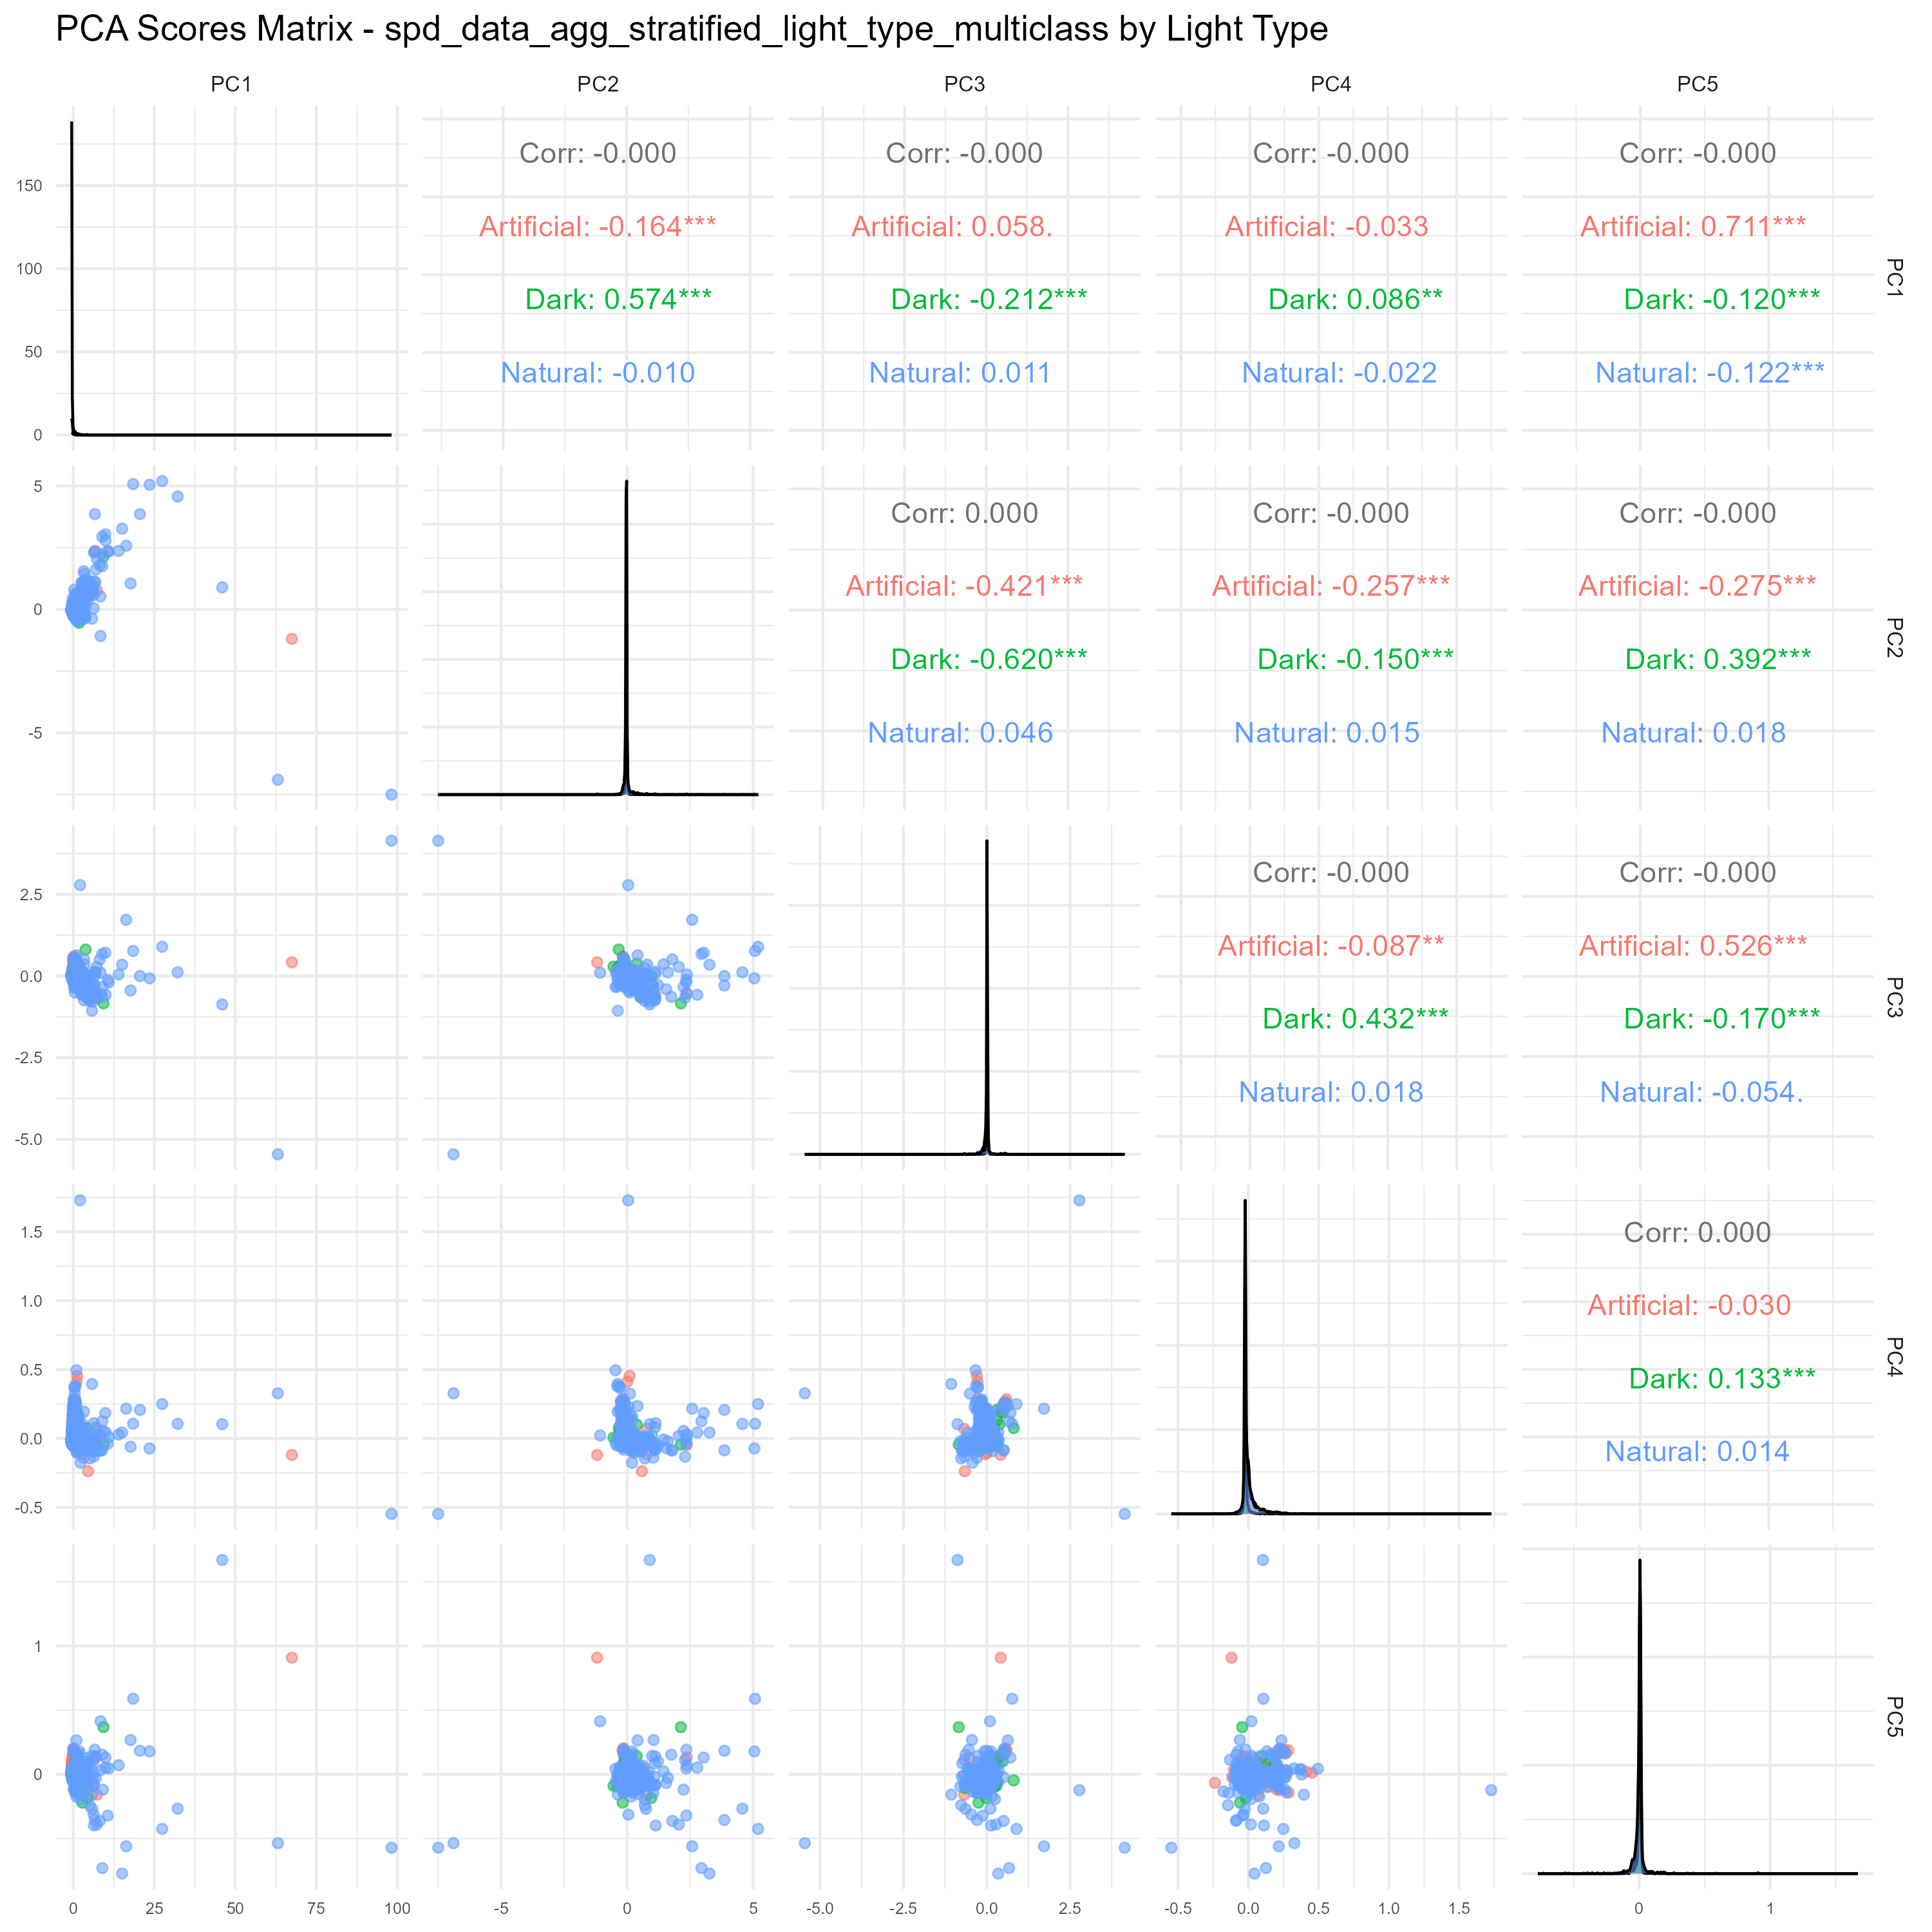 PCA Scores Matrix - spd_data_agg_stratified_light_type_multiclass by Light Type
PC1
PC2
PC3
PC4
PC5
150
100
50
0
Corr: -0.000
Artificial: -0.164***
Dark: 0.574***
Natural: -0.010
Corr: -0.000
Artificial: 0.058.
Dark: -0.212***
Natural: 0.011
Corr: -0.000
Artificial: -0.033
Dark: 0.086**
Natural: -0.022
Corr: -0.000
Artificial: 0.711***
Dark: -0.120***
Natural: -0.122***
PC1
5
0
-5
Corr: 0.000
Artificial: -0.421***
Dark: -0.620***
Natural: 0.046
Corr: -0.000
Artificial: -0.257***
Dark: -0.150***
Natural: 0.015
Corr: -0.000
Artificial: -0.275***
Dark: 0.392***
Natural: 0.018
PC2
2.5
0.0
-2.5
-5.0
Corr: -0.000
Artificial: -0.087**
Dark: 0.432***
Natural: 0.018
Corr: -0.000
Artificial: 0.526***
Dark: -0.170***
Natural: -0.054.
PC3
1.5
1.0
0.5
0.0
-0.5
Corr: 0.000
Artificial: -0.030
Dark: 0.133***
Natural: 0.014
PC4
1
0
PC5
0 25 50 75 100
-5 0 5
-5.0 -2.5 0.0 2.5
-0.5 0.0 0.5 1.0 1.5
0 1